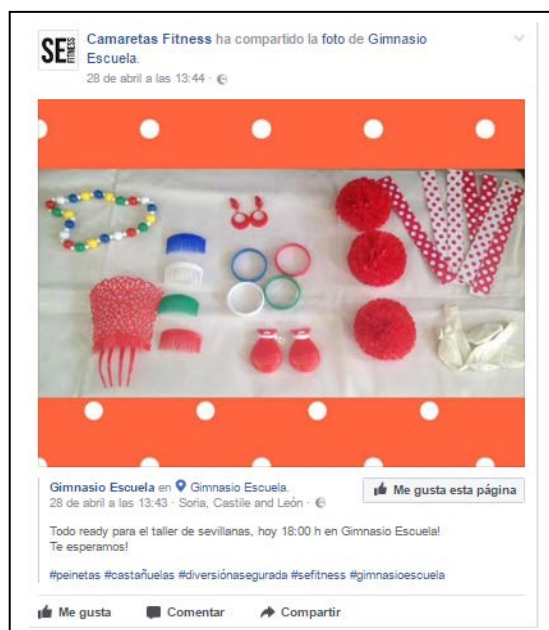 SE FITNESS
Camaretas Fitness ha compartido la foto de Gimnasio
Escuela.
28 de abril a las 13:44 ·
Gimnasio Escuela en Gimnasio Escuela.
28 de abril a las 13:43 · Soria, Castile and León ·
Me gusta esta página
Todo ready para el taller de sevillanas, hoy 18:00 h en Gimnasio Escuela!
Te esperamos!
#peinetas #castañuelas #diversiónasegurada #sefitness #gimnasioescuela
Me gusta Comentar Compartir